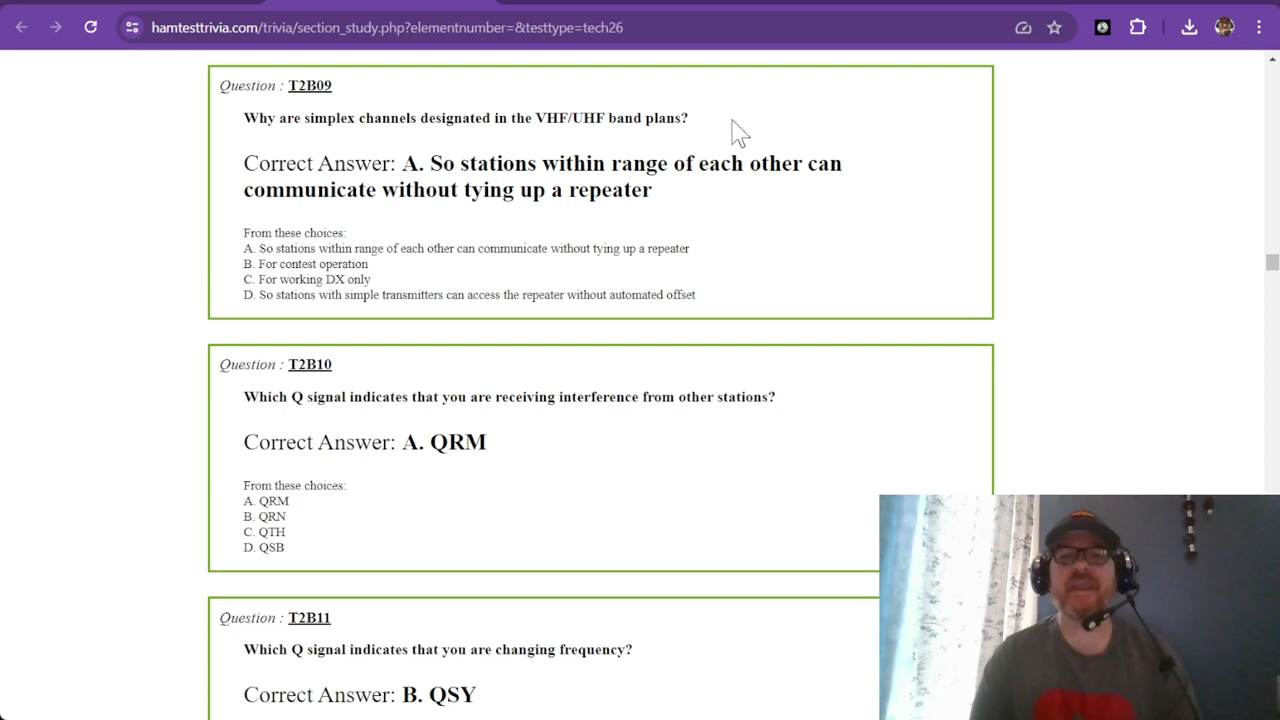 hamtesttrivia.com/trivia/section_study.php?elementnumber=&testtype=tech26
Question : T2B09
Why are simplex channels designated in the VHF/UHF band plans?
Correct Answer: A. So stations within range of each other can
communicate without tying up a repeater
From these choices:
A. So stations within range of each other can communicate without tying up a repeater
B. For contest operation
C. For working DX only
D. So stations with simple transmitters can access the repeater without automated offset
Question : T2B10
Which Q signal indicates that you are receiving interference from other stations?
Correct Answer: A. QRM
From these choices:
A. QRM
B. QRN
C. QTH
D. QSB
Question : T2B11
Which Q signal indicates that you are changing frequency?
Correct Answer: B. QSY